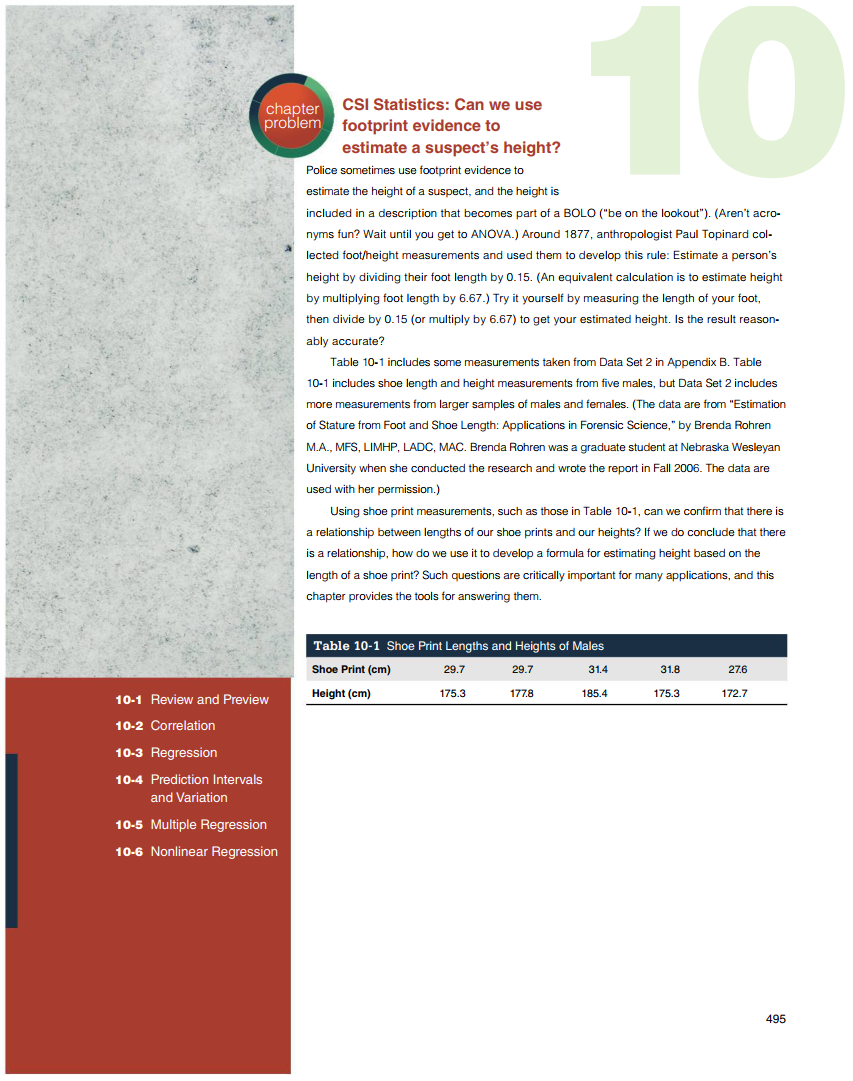 10
chapter
problem
CSI Statistics: Can we use
footprint evidence to
estimate a suspect's height?
Police sometimes use footprint evidence to
estimate the height of a suspect, and the height is
included in a description that becomes part of a BOLO ("be on the lookout"). (Aren't acro-
nyms fun? Wait until you get to ANOVA.) Around 1877, anthropologist Paul Topinard col-
lected foot/height measurements and used them to develop this rule: Estimate a person's
height by dividing their foot length by 0.15. (An equivalent calculation is to estimate height
by multiplying foot length by 6.67.) Try it yourself by measuring the length of your foot,
then divide by 0.15 (or multiply by 6.67) to get your estimated height. Is the result reason-
ably accurate?
Table 10-1 includes some measurements taken from Data Set 2 in Appendix B. Table
10-1 includes shoe length and height measurements from five males, but Data Set 2 includes
more measurements from larger samples of males and females. (The data are from "Estimation
of Stature from Foot and Shoe Length: Applications in Forensic Science," by Brenda Rohren
M.A., MFS, LIMHP, LADC, MAC. Brenda Rohren was a graduate student at Nebraska Wesleyan
University when she conducted the research and wrote the report in Fall 2006. The data are
used with her permission.)
Using shoe print measurements, such as those in Table 10-1, can we confirm that there is
a relationship between lengths of our shoe prints and our heights? If we do conclude that there
is a relationship, how do we use it to develop a formula for estimating height based on the
length of a shoe print? Such questions are critically important for many applications, and this
chapter provides the tools for answering them.
Table 10-1 Shoe Print Lengths and Heights of Males
Shoe Print (cm) 29.7 29.7 31.4 31.8 27.6
Height (cm) 175.3 177.8 185.4 175.3 172.7
10-1 Review and Preview
10-2 Correlation
10-3 Regression
10-4 Prediction Intervals
and Variation
10-5 Multiple Regression
10-6 Nonlinear Regression
495